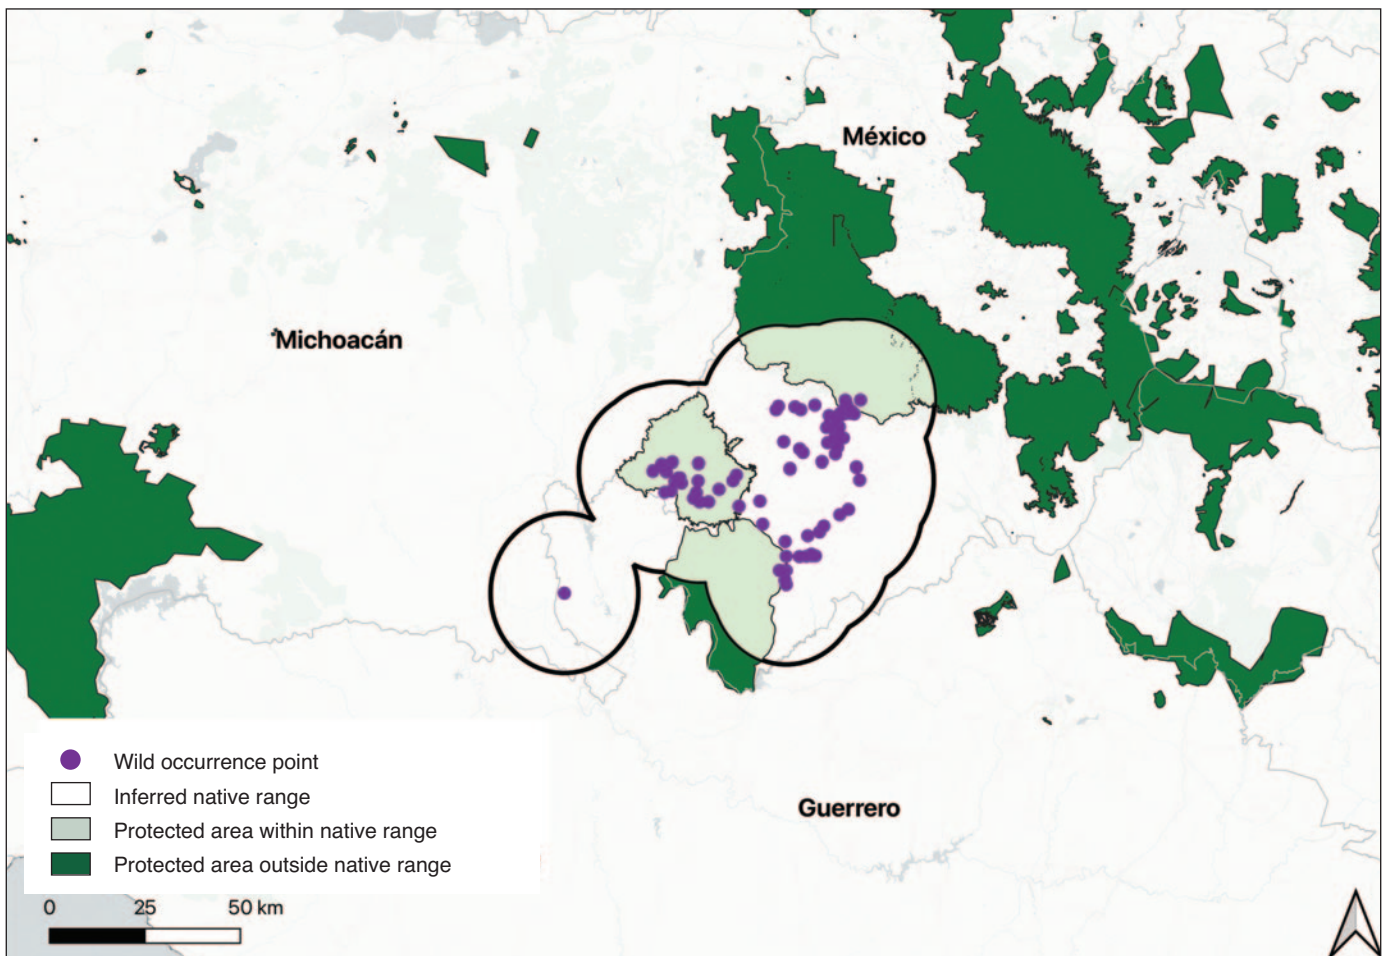 México
Michoacán
Guerrero
Wild occurrence point
Inferred native range
Protected area within native range
Protected area outside native range
0 25 50 km